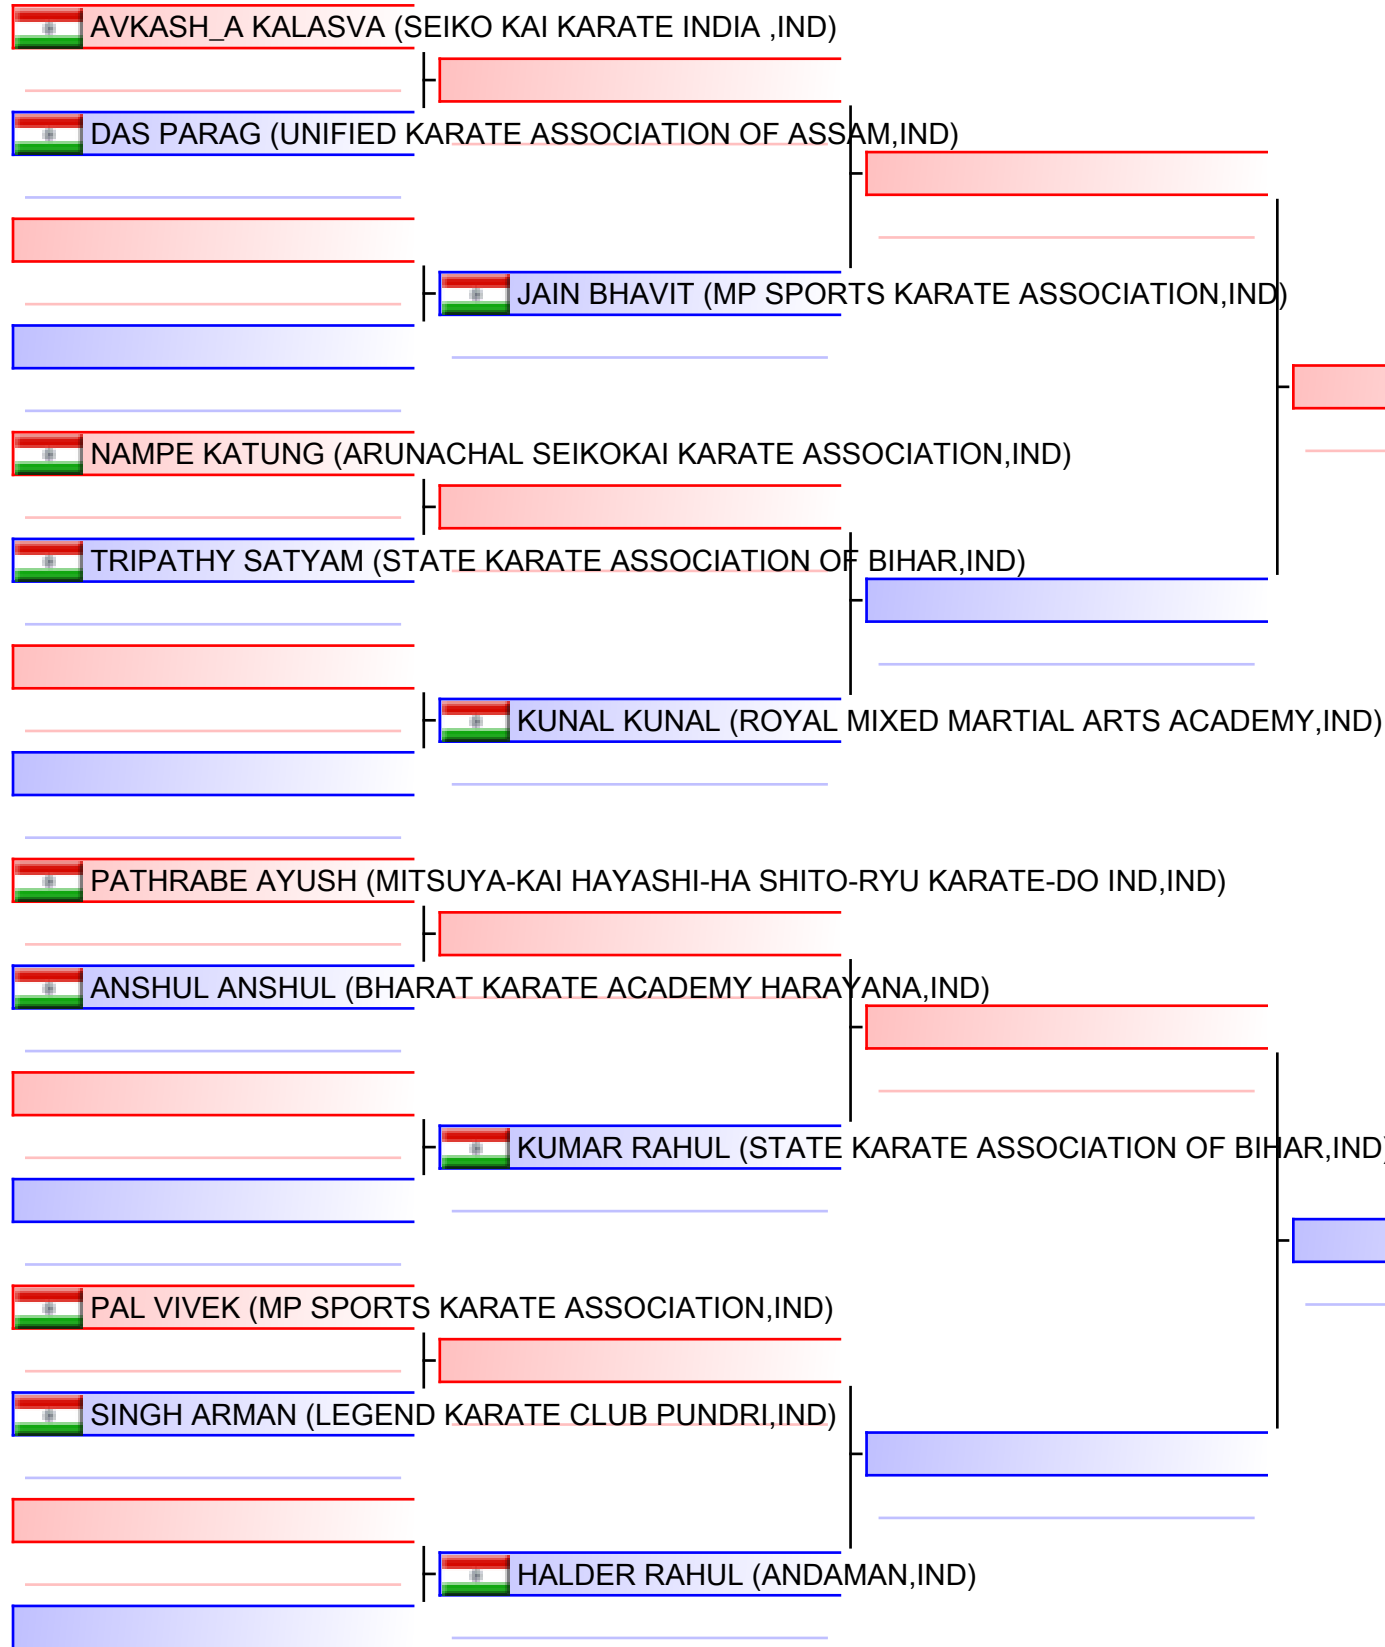 AVKASH_A KALASVA (SEIKO KAI KARATE INDIA ,IND)
DAS PARAG (UNIFIED KARATE ASSOCIATION OF ASSAM,IND)
JAIN BHAVIT (MP SPORTS KARATE ASSOCIATION,IND)
NAMPE KATUNG (ARUNACHAL SEIKOKAI KARATE ASSOCIATION,IND)
TRIPATHY SATYAM (STATE KARATE ASSOCIATION OF BIHAR,IND)
KUNAL KUNAL (ROYAL MIXED MARTIAL ARTS ACADEMY,IND)
PATHRABE AYUSH (MITSUYA-KAI HAYASHI-HA SHITO-RYU KARATE-DO IND,IND)
ANSHUL ANSHUL (BHARAT KARATE ACADEMY HARAYANA,IND)
KUMAR RAHUL (STATE KARATE ASSOCIATION OF BIHAR,IND)
PAL VIVEK (MP SPORTS KARATE ASSOCIATION,IND)
SINGH ARMAN (LEGEND KARATE CLUB PUNDRI,IND)
HALDER RAHUL (ANDAMAN,IND)